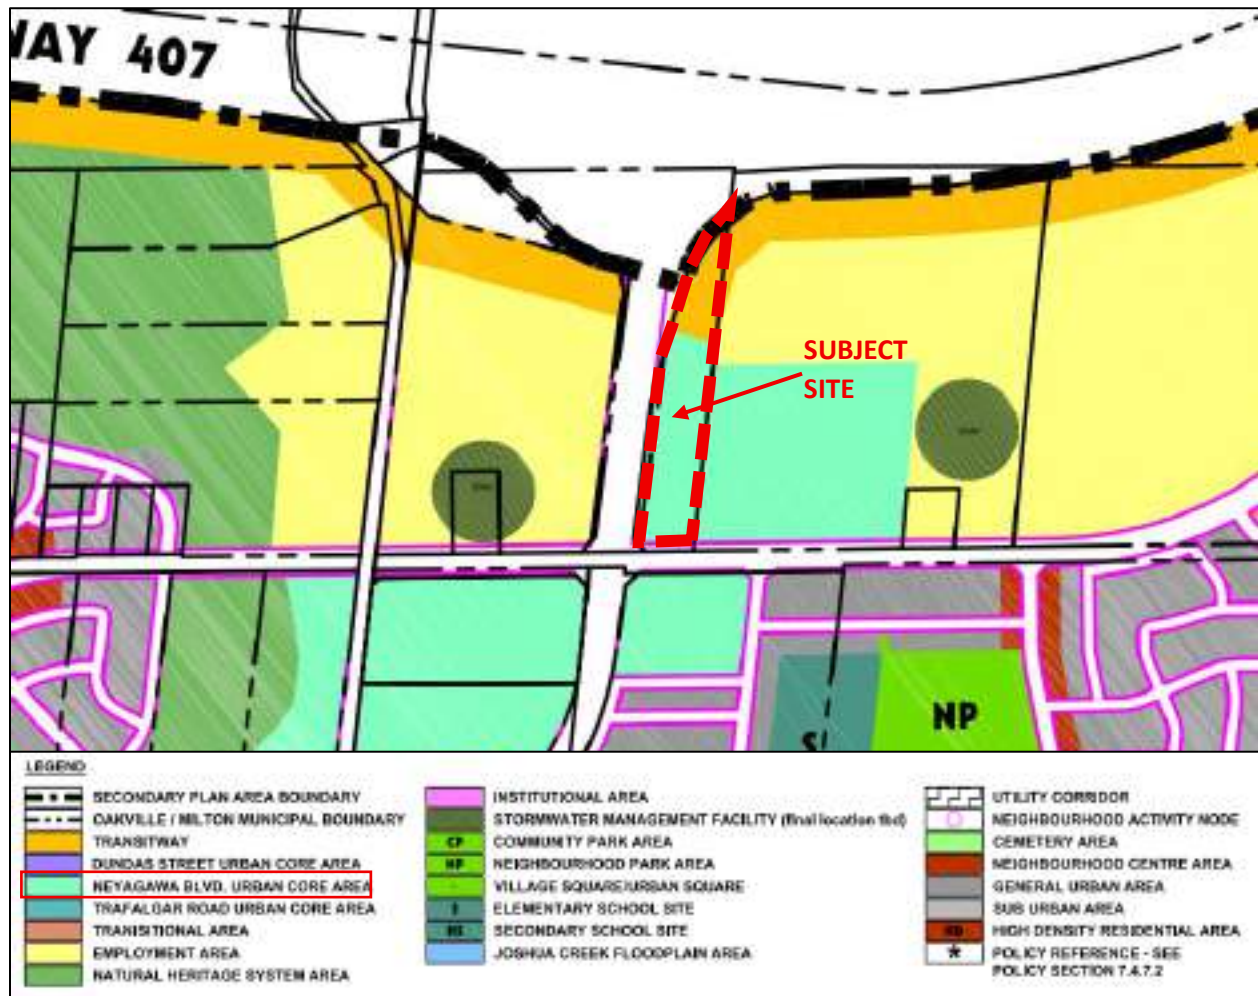 WAY 407
SUBJECT
SITE
NP
S
LEGEND
SECONDARY PLAN AREA BOUNDARY
OAKVILLE / MILTON MUNICIPAL BOUNDARY
TRANSITWAY
DUNDAS STREET URBAN CORE AREA
NEYAGAWA BLVD. URBAN CORE AREA
TRAFALGAR ROAD URBAN CORE AREA
TRANISITIONAL AREA
EMPLOYMENT AREA
NATURAL HERITAGE SYSTEM AREA
INSTITUTIONAL AREA
STORMWATER MANAGEMENT FACILITY (final location tbd)
CP COMMUNITY PARK AREA
NP NEIGHBOURHOOD PARK AREA
VILLAGE SQUARE/URBAN SQUARE
S ELEMENTARY SCHOOL SITE
HS SECONDARY SCHOOL SITE
JOSHUA CREEK FLOODPLAIN AREA
UTILITY CORRIDOR
NEIGHBOURHOOD ACTIVITY NODE
CEMETERY AREA
NEIGHBOURHOOD CENTRE AREA
GENERAL URBAN AREA
SUB URBAN AREA
HD HIGH DENSITY RESIDENTIAL AREA
* POLICY REFERENCE - SEE
POLICY SECTION 7.4.7.2